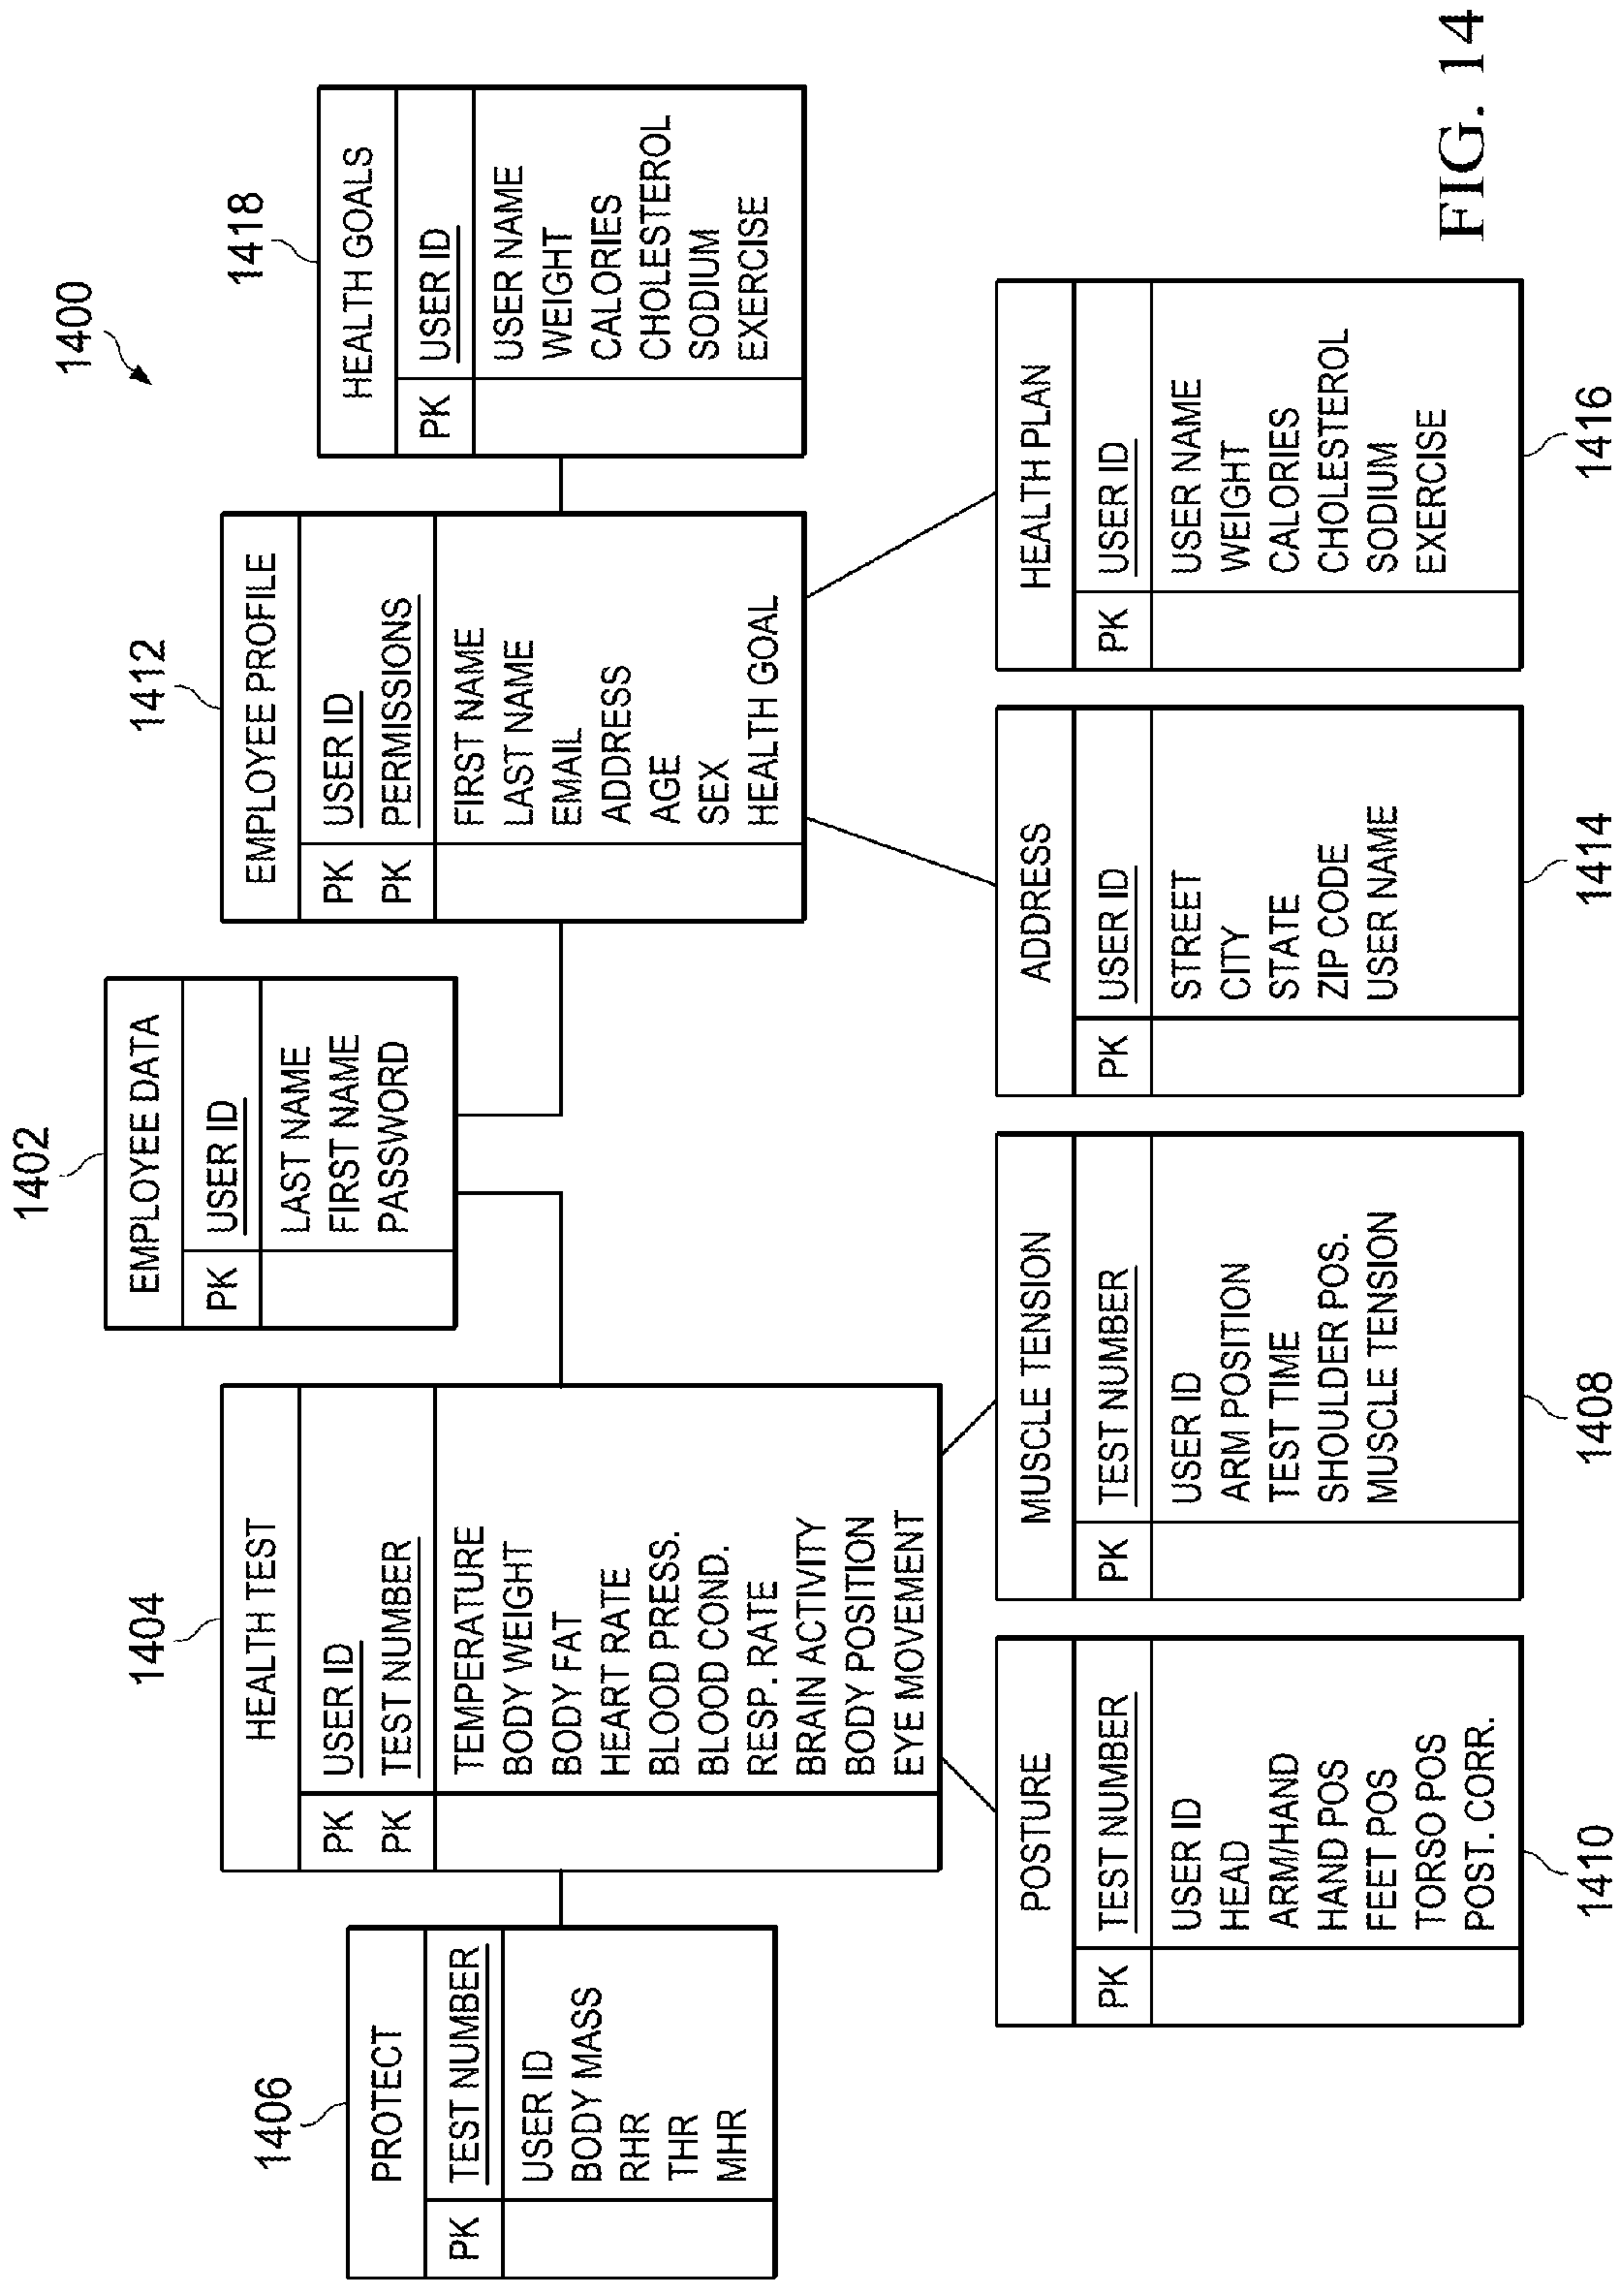 1400
1402
EMPLOYEE DATA
PK USER ID
LAST NAME
FIRST NAME
PASSWORD
1404
HEALTH TEST
PK USER ID
PK TEST NUMBER
TEMPERATURE
BODY WEIGHT
BODY FAT
HEART RATE
BLOOD PRESS.
BLOOD COND.
RESP. RATE
BRAIN ACTIVITY
BODY POSITION
EYE MOVEMENT
1412
EMPLOYEE PROFILE
PK USER ID
PK PERMISSIONS
FIRST NAME
LAST NAME
EMAIL
ADDRESS
AGE
SEX
HEALTH GOAL
1406
PROTECT
PK TEST NUMBER
USER ID
BODY MASS
RHR
THR
MHR
1418
HEALTH GOALS
PK USER ID
USER NAME
WEIGHT
CALORIES
CHOLESTEROL
SODIUM
EXERCISE
POSTURE
PK TEST NUMBER
USER ID
HEAD
ARM/HAND
HAND POS
FEET POS
TORSO POS
POST. CORR.
1410
MUSCLE TENSION
PK TEST NUMBER
USER ID
ARM POSITION
TEST TIME
SHOULDER POS.
MUSCLE TENSION
1408
ADDRESS
PK USER ID
STREET
CITY
STATE
ZIP CODE
USER NAME
1414
HEALTH PLAN
PK USER ID
USER NAME
WEIGHT
CALORIES
CHOLESTEROL
SODIUM
EXERCISE
1416
FIG. 14